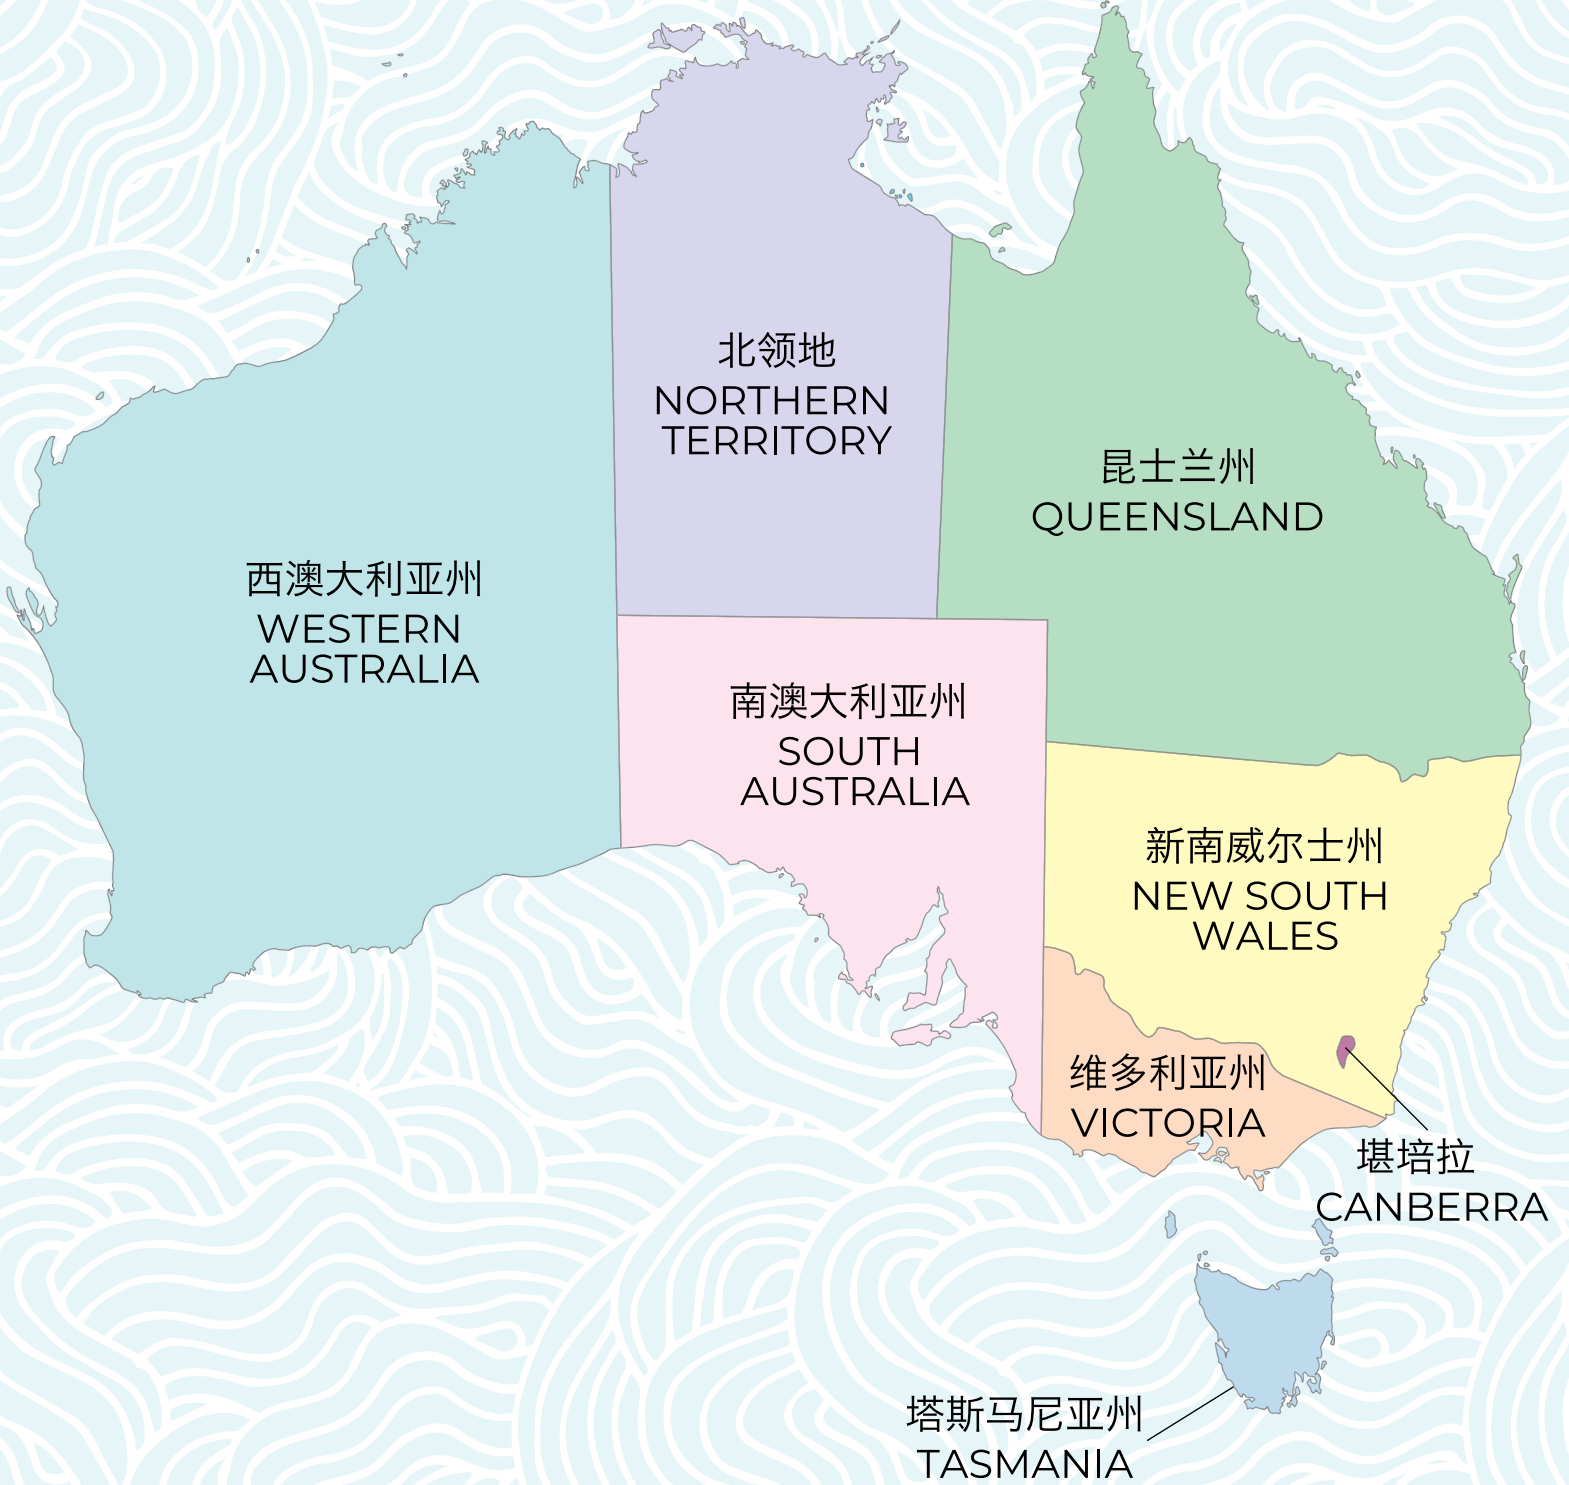 北领地
NORTHERN
TERRITORY
昆士兰州
QUEENSLAND
西澳大利亚州
WESTERN
AUSTRALIA
南澳大利亚州
SOUTH
AUSTRALIA
新南威尔士州
NEW SOUTH
WALES
维多利亚州
VICTORIA
堪培拉
CANBERRA
塔斯马尼亚州
TASMANIA